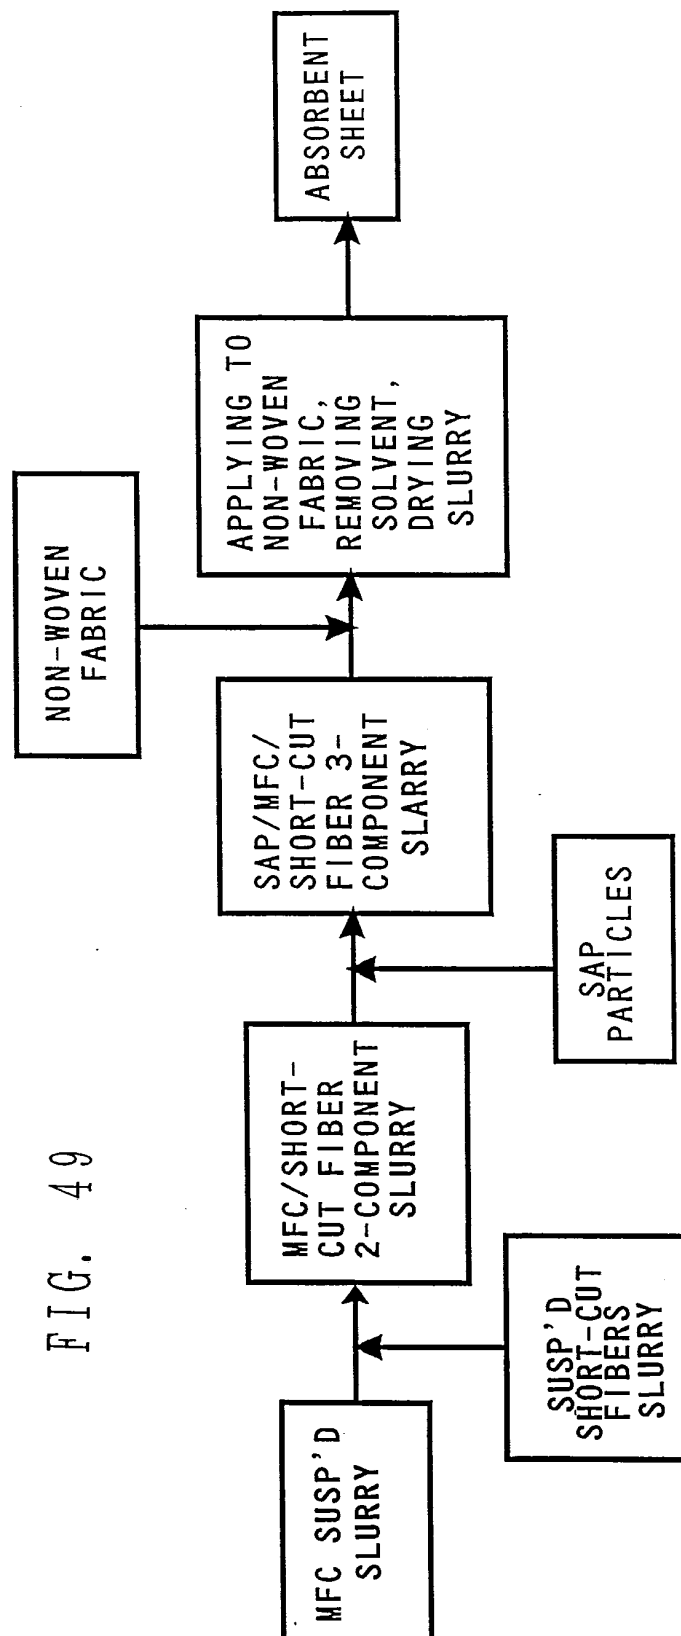 FIG. 49
MFC SUSP'D
SLURRY
SUSP'D
SHORT-CUT
FIBERS
SLURRY
MFC/SHORT-
CUT FIBER
2-COMPONENT
SLURRY
SAP
PARTICLES
SAP/MFC/
SHORT-CUT
FIBER 3-
COMPONENT
SLARRY
NON-WOVEN
FABRIC
APPLYING TO
NON-WOVEN
FABRIC,
REMOVING
SOLVENT,
DRYING
SLURRY
ABSORBENT
SHEET